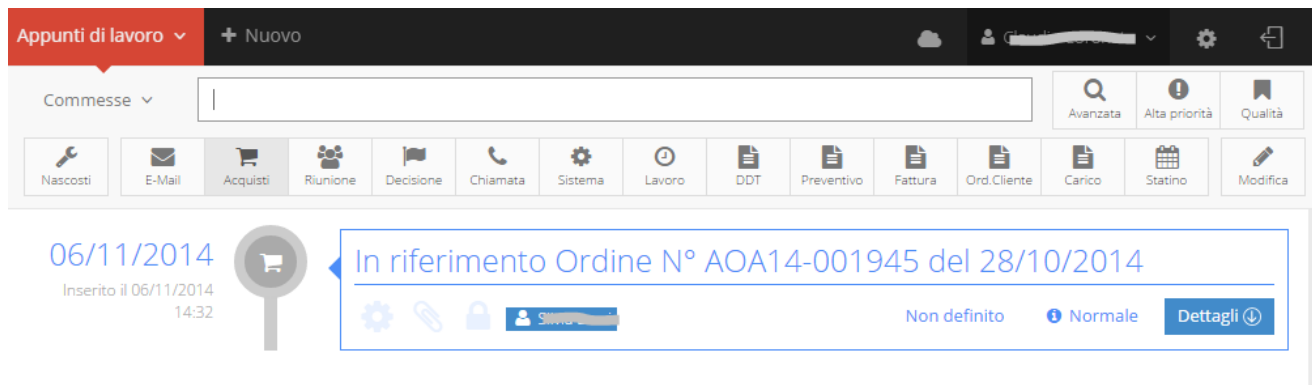 Appunti di lavoro + Nuovo
Commesse
Avanzata Alta priorità Qualità
Nascosti E-Mail Acquisti Riunione Decisione Chiamata Sistema Lavoro DDT Preventivo Fattura Ord.Cliente Carico Statino Modifica
06/11/2014
Inserito il 06/11/2014
14:32
In riferimento Ordine N° AOA14-001945 del 28/10/2014
Non definito Normale Dettagli